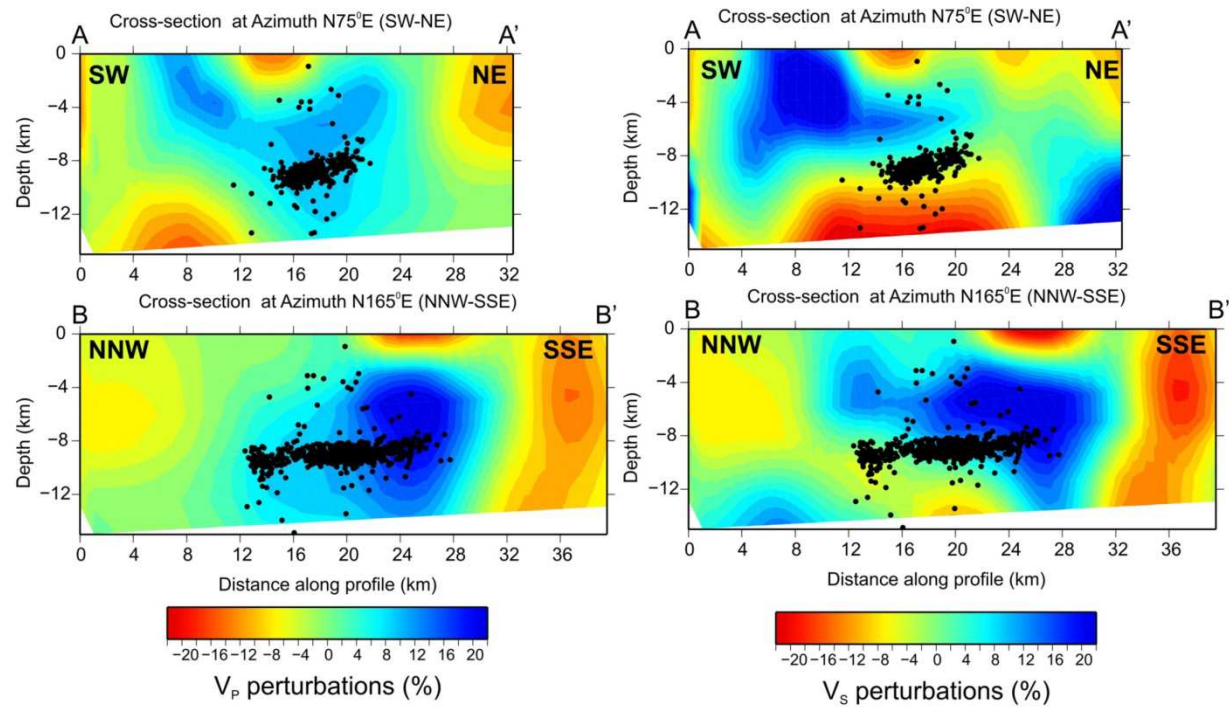 Cross-section at Azimuth N75⁰E (SW-NE)
A A'
SW NE
Depth (km)
0
−4
−8
−12
0 4 8 12 16 20 24 28 32
Cross-section at Azimuth N75⁰E (SW-NE)
A A'
SW NE
Depth (km)
0
−4
−8
−12
0 4 8 12 16 20 24 28 32
Cross-section at Azimuth N165⁰E (NNW-SSE)
B B'
NNW SSE
Depth (km)
0
−4
−8
−12
0 4 8 12 16 20 24 28 32 36
Distance along profile (km)
Cross-section at Azimuth N165⁰E (NNW-SSE)
B B'
NNW SSE
Depth (km)
0
−4
−8
−12
0 4 8 12 16 20 24 28 32 36
Distance along profile (km)
−20 −16 −12 −8 −4 0 4 8 12 16 20
V_P perturbations (%)
−20 −16 −12 −8 −4 0 4 8 12 16 20
V_S perturbations (%)